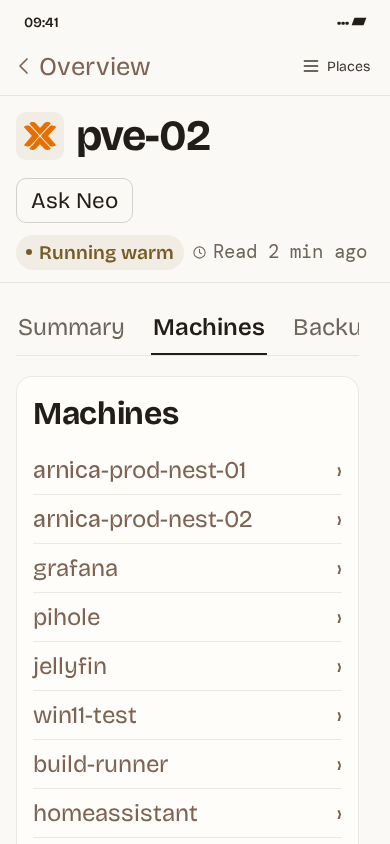 09:41
Overview
Places
pve-02
Ask Neo
Running warm
Read 2 min ago
Summary
Machines
Backu
Machines
arnica-prod-nest-01
arnica-prod-nest-02
grafana
pihole
jellyfin
win11-test
build-runner
homeassistant